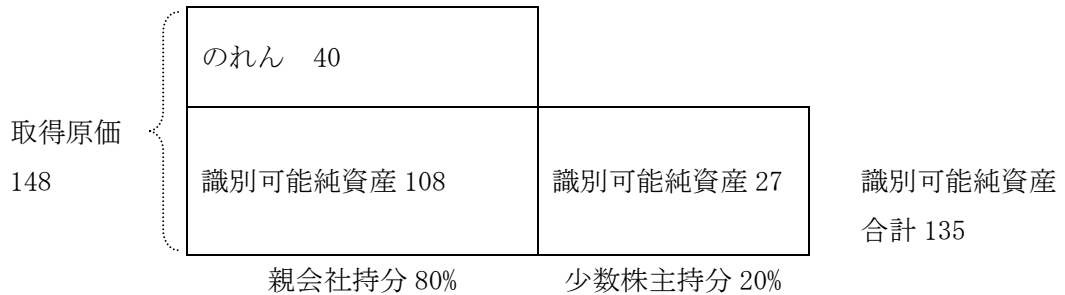 のれん　40
取得原価
148
識別可能純資産 108
識別可能純資産 27
識別可能純資産
合計 135
親会社持分 80%
少数株主持分 20%